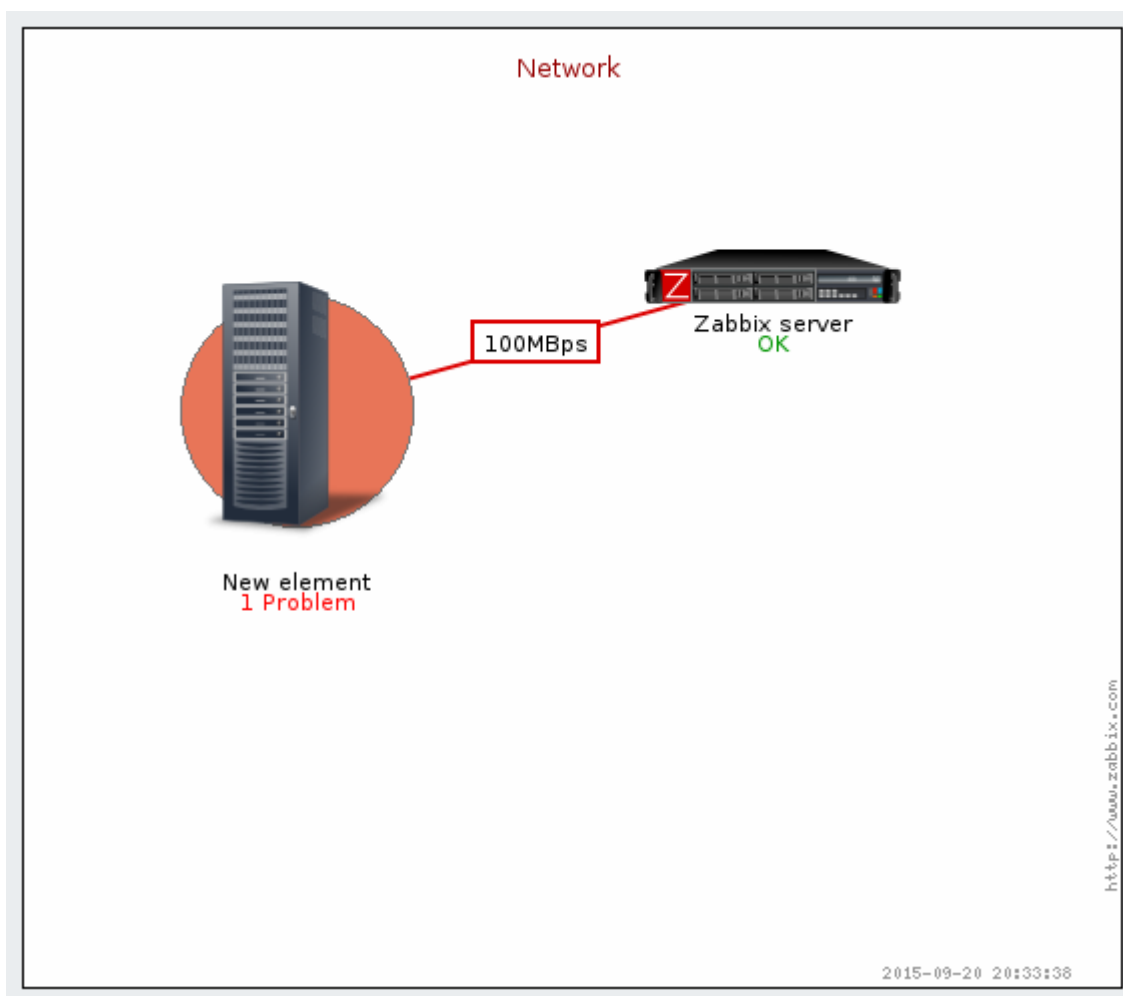 Network
Z
100MBps
Zabbix server
OK
New element
1 Problem
http://www.zabbix.com
2015-09-20 20:33:38